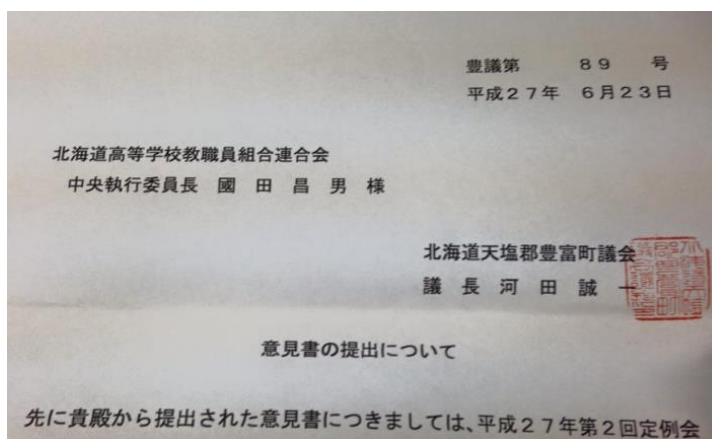 豊議第　　　８９　　号
平成２７年　６月２３日
北海道高等学校教職員組合連合会
中央執行委員長　國　田　昌　男　様
北海道天塩郡豊富町議会
議　長　河　田　誠　一
意見書の提出について
先に貴殿から提出された意見書につきましては、平成２７年第２回定例会